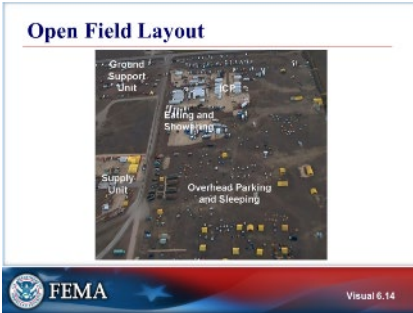 Open Field Layout
Ground
Support
Unit
ICP
Eating and
Showering
Supply
Unit
Overhead Parking
and Sleeping
FEMA
Visual 6.14